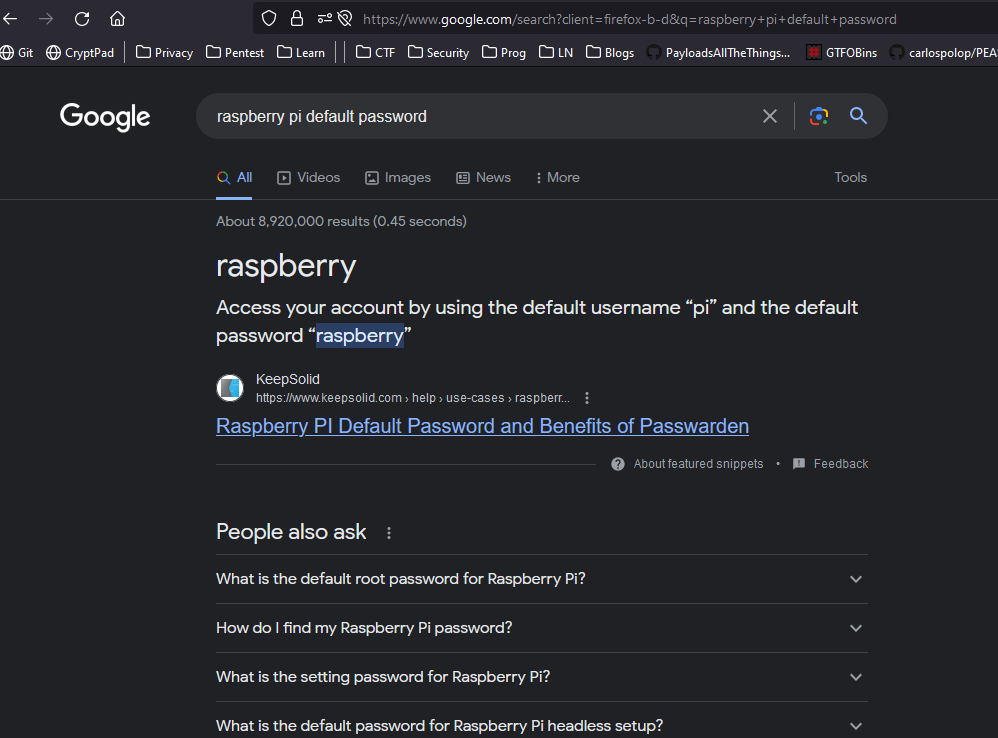 https://www.google.com/search?client=firefox-b-d&q=raspberry+pi+default+password
Git CryptPad Privacy Pentest Learn CTF Security Prog LN Blogs PayloadsAllTheThings... GTFOBins carlospolop/PEA
Google
raspberry pi default password
All Videos Images News More Tools
About 8,920,000 results (0.45 seconds)
raspberry
Access your account by using the default username “pi” and the default
password “raspberry”
KeepSolid
https://www.keepsolid.com › help › use-cases › raspberr...
Raspberry PI Default Password and Benefits of Passwarden
About featured snippets • Feedback
People also ask
What is the default root password for Raspberry Pi?
How do I find my Raspberry Pi password?
What is the setting password for Raspberry Pi?
What is the default password for Raspberry Pi headless setup?